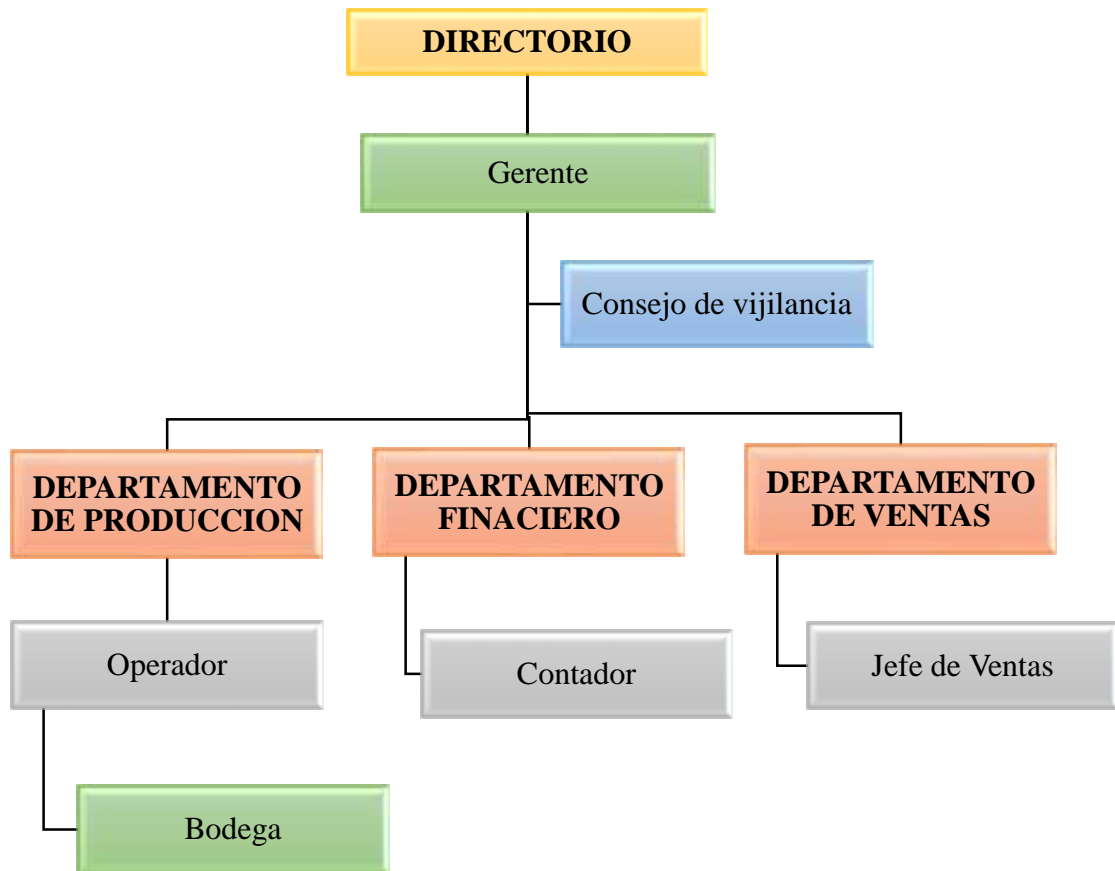 DIRECTORIO
Gerente
Consejo de vijilancia
DEPARTAMENTO
DE PRODUCCION
DEPARTAMENTO
FINACIERO
DEPARTAMENTO
DE VENTAS
Operador
Contador
Jefe de Ventas
Bodega